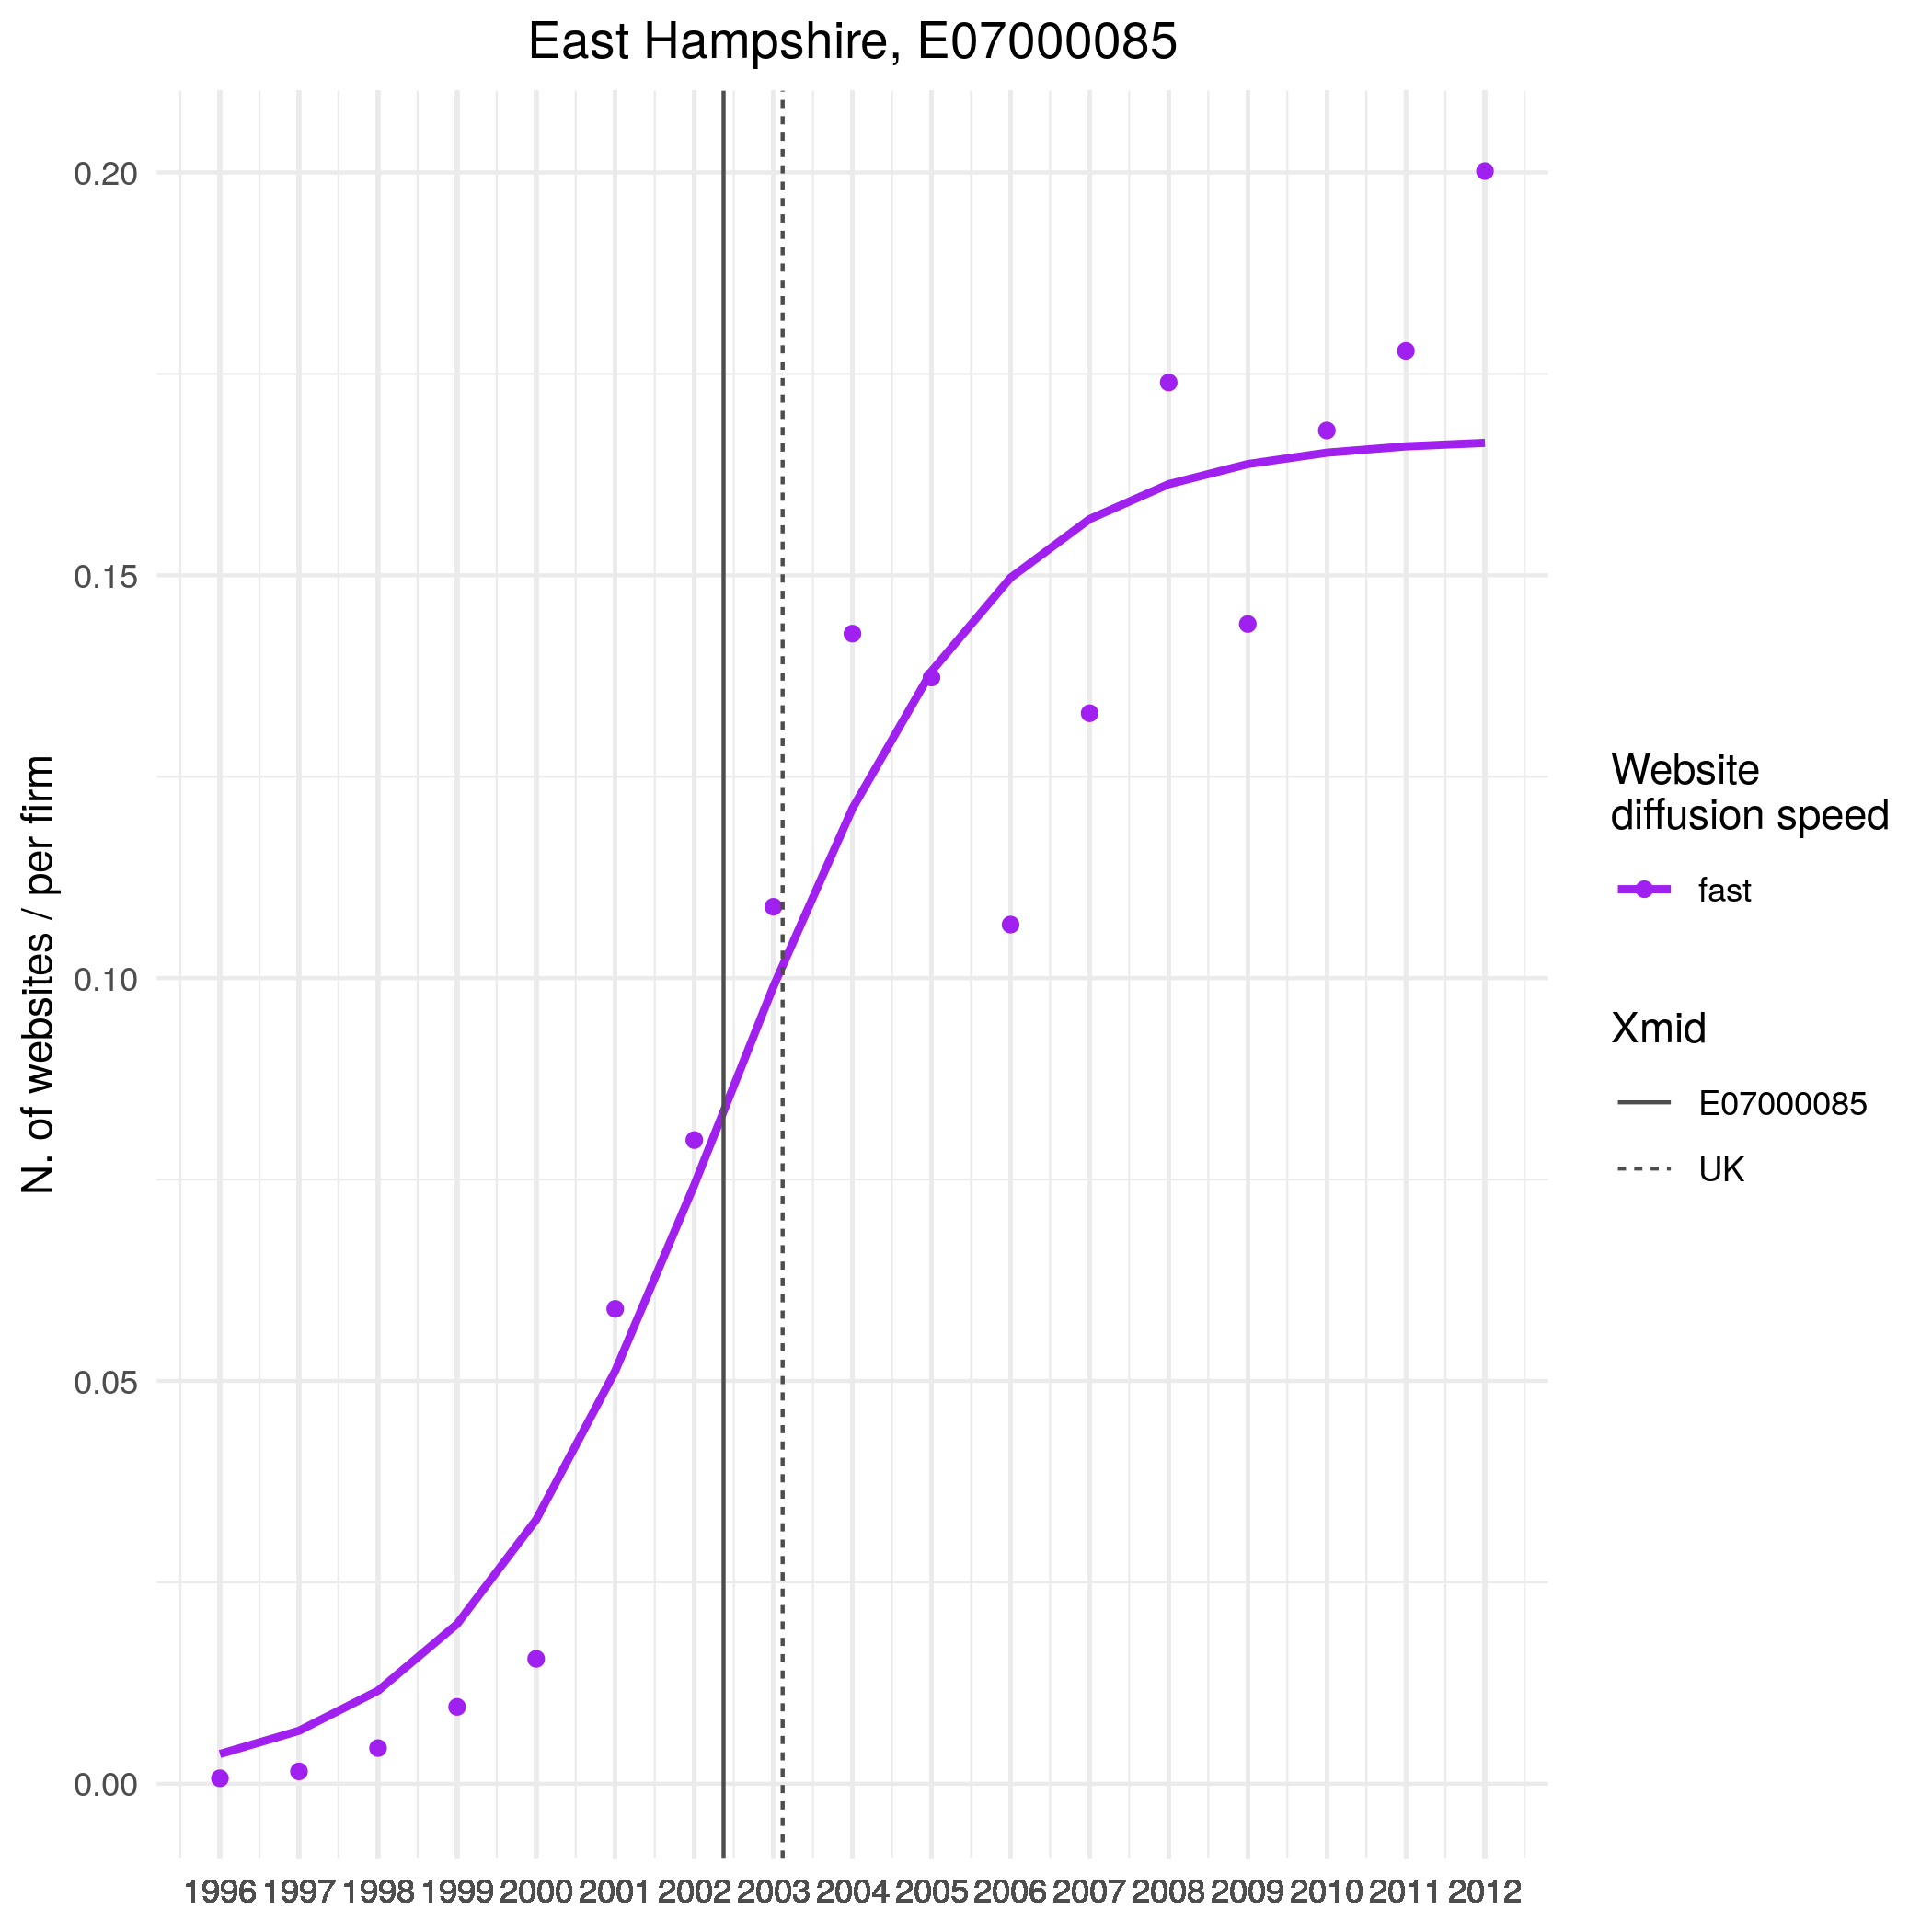 East Hampshire, E07000085
N. of websites / per firm
0.20
0.15
0.10
0.05
0.00
1996 1997 1998 1999 2000 2001 2002 2003 2004 2005 2006 2007 2008 2009 2010 2011 2012
Website
diffusion speed
fast
Xmid
E07000085
UK